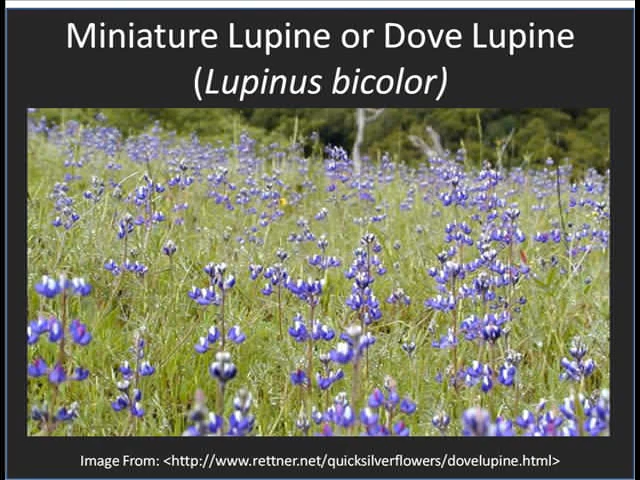 Miniature Lupine or Dove Lupine
(Lupinus bicolor)
Image From: <http://www.rettner.net/quicksilverflowers/dovelupine.html>